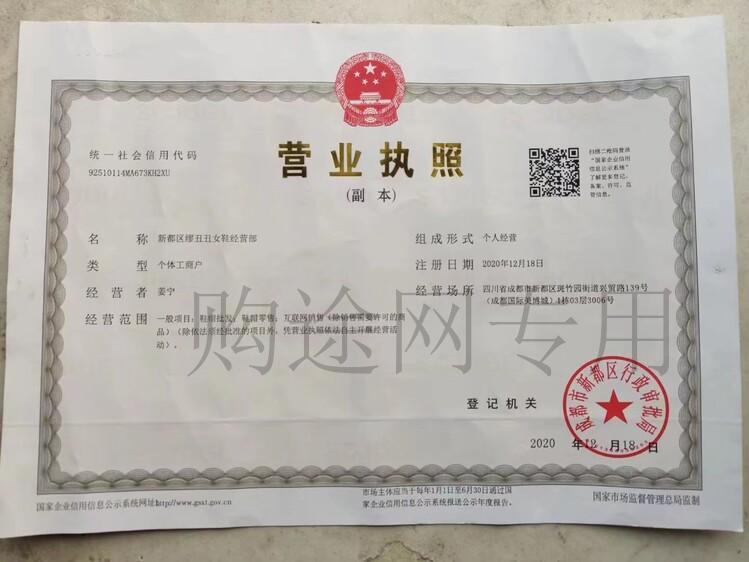 营业执照
(副 本)
统一社会信用代码
92510114MA673KH2XU
扫描二维码登录
“国家企业信用
信息公示系统”
了解更多登记、
备案、许可、监
管信息。
名 称 新都区缪丑丑女鞋经营部
类 型 个体工商户
经 营 者 姜宁
经 营 范 围 一般项目：鞋帽批发；鞋帽零售；互联网销售（除销售需要许可的商
品）（除依法须经批准的项目外，凭营业执照依法自主开展经营活
动）。
组 成 形 式 个人经营
注 册 日 期 2020年12月18日
经 营 场 所 四川省成都市新都区斑竹园街道兴贸路139号
（成都国际美博城）1栋03层3006号
购途网专用
登 记 机 关
成都市新都区行政审批局
2020 年 12 月 18 日
国家企业信用信息公示系统网址:http://www.gsxt.gov.cn
市场主体应当于每年1月1日至6月30日通过国
家企业信用信息公示系统报送公示年度报告。
国家市场监督管理总局监制